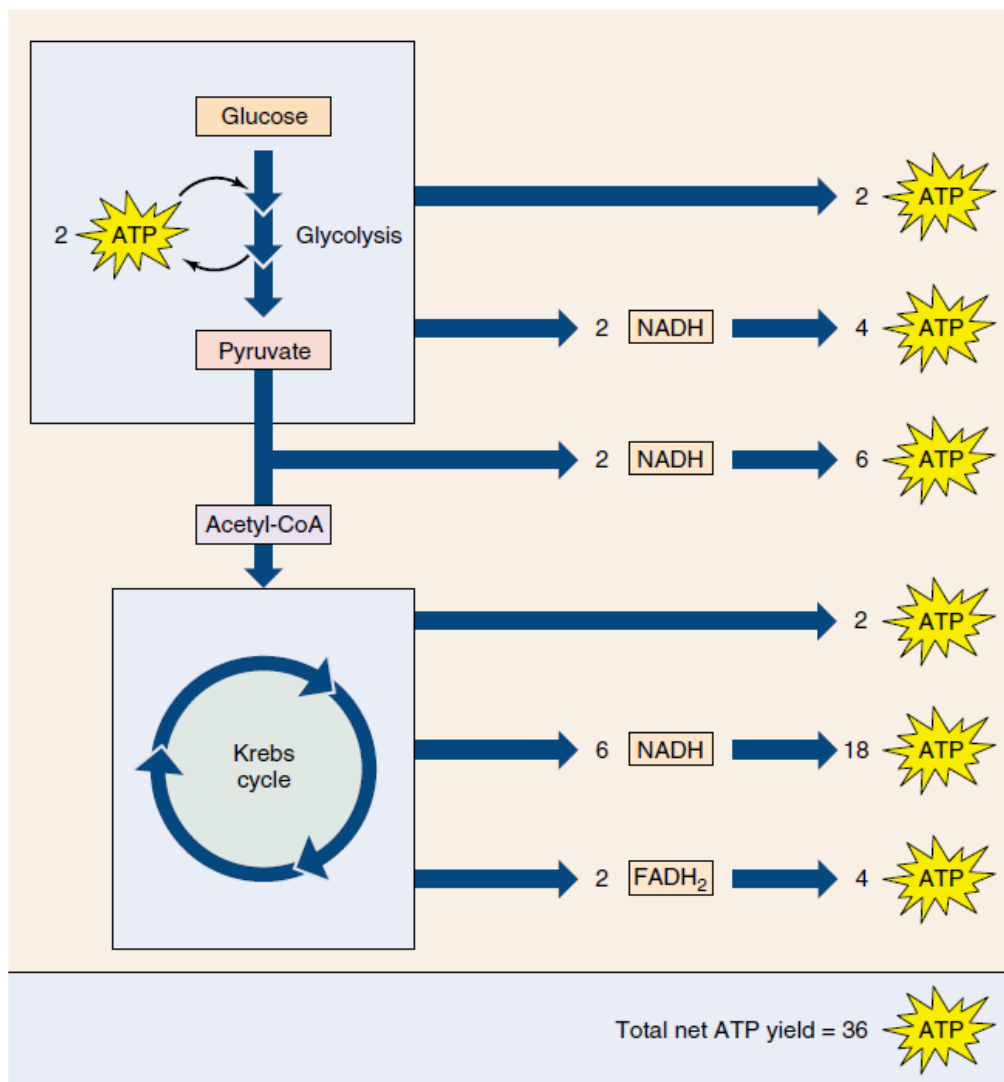 Glucose
2 ATP
Glycolysis
2 ATP
Pyruvate
2 NADH 4 ATP
2 NADH 6 ATP
Acetyl-CoA
2 ATP
Krebs
cycle
6 NADH 18 ATP
2 FADH₂ 4 ATP
Total net ATP yield = 36 ATP